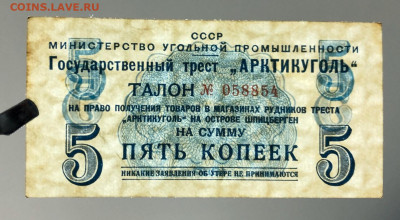 COINS.LAVE.RU
СССР
МИНИСТЕРСТВО УГОЛЬНОЙ ПРОМЫШЛЕННОСТИ
Государственный трест „АРКТИКУГОЛЬ“
ТАЛОН № 058354
НА ПРАВО ПОЛУЧЕНИЯ ТОВАРОВ В МАГАЗИНАХ РУДНИКОВ ТРЕСТА
„АРКТИКУГОЛЬ“ НА ОСТРОВЕ ШПИЦБЕРГЕН
НА СУММУ
5 ПЯТЬ КОПЕЕК 5
НИКАКИЕ ЗАЯВЛЕНИЯ ОБ УТЕРЕ НЕ ПРИНИМАЮТСЯ